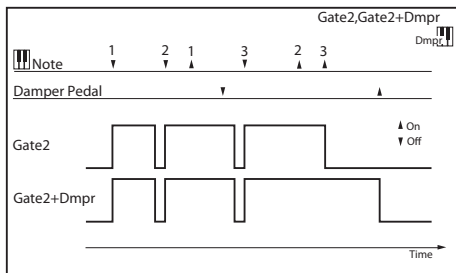 Gate2,Gate2+Dmpr
Dmpr
1 2 1 3 2 3
Note
Damper Pedal
On
Off
Gate2
Gate2+Dmpr
Time